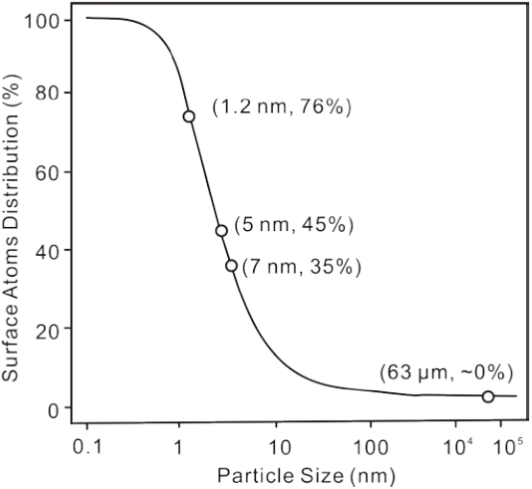 Surface Atoms Distribution (%)
100
80
60
40
20
0
(1.2 nm, 76%)
(5 nm, 45%)
(7 nm, 35%)
(63 µm, ~0%)
0.1 1 10 100 10⁴ 10⁵
Particle Size (nm)